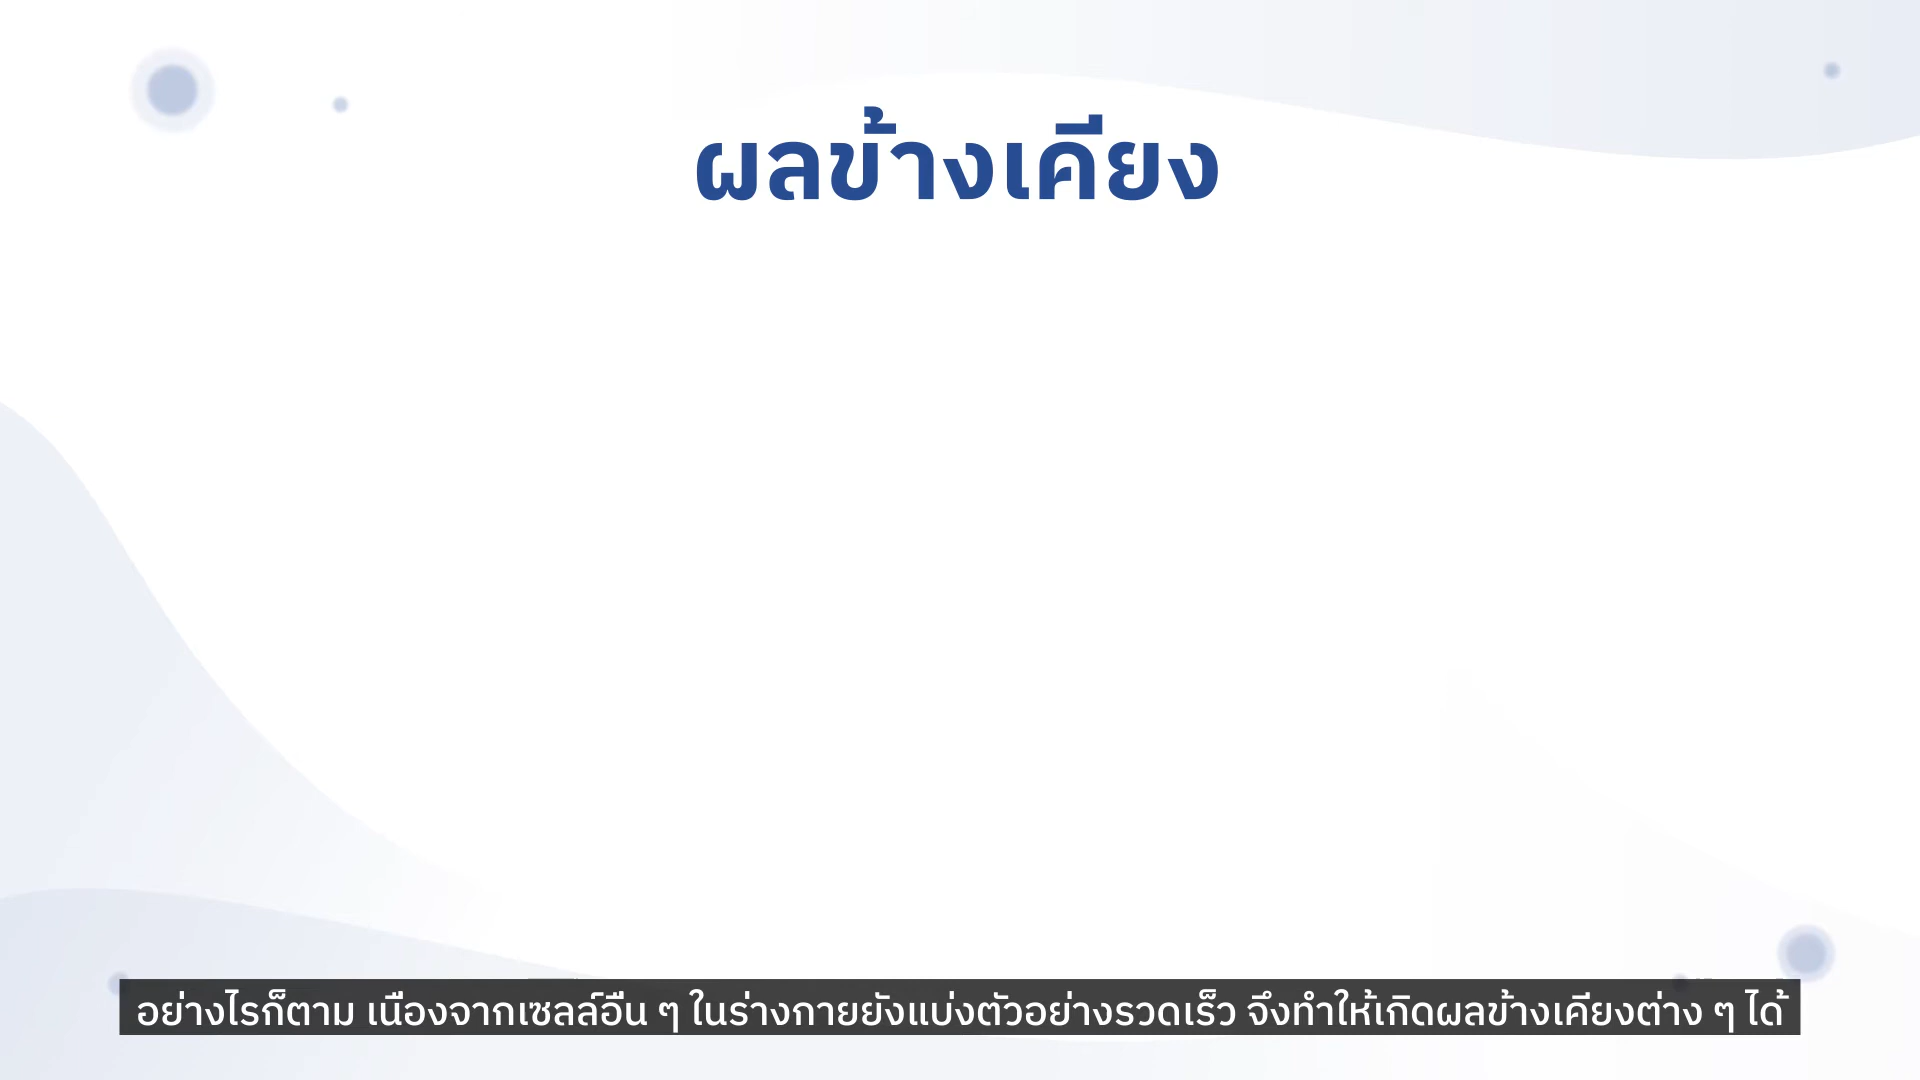 ผลข้างเคียง
อย่างไรก็ตาม เนื่องจากเซลล์อื่น ๆ ในร่างกายยังแบ่งตัวอย่างรวดเร็ว จึงทำให้เกิดผลข้างเคียงต่าง ๆ ได้